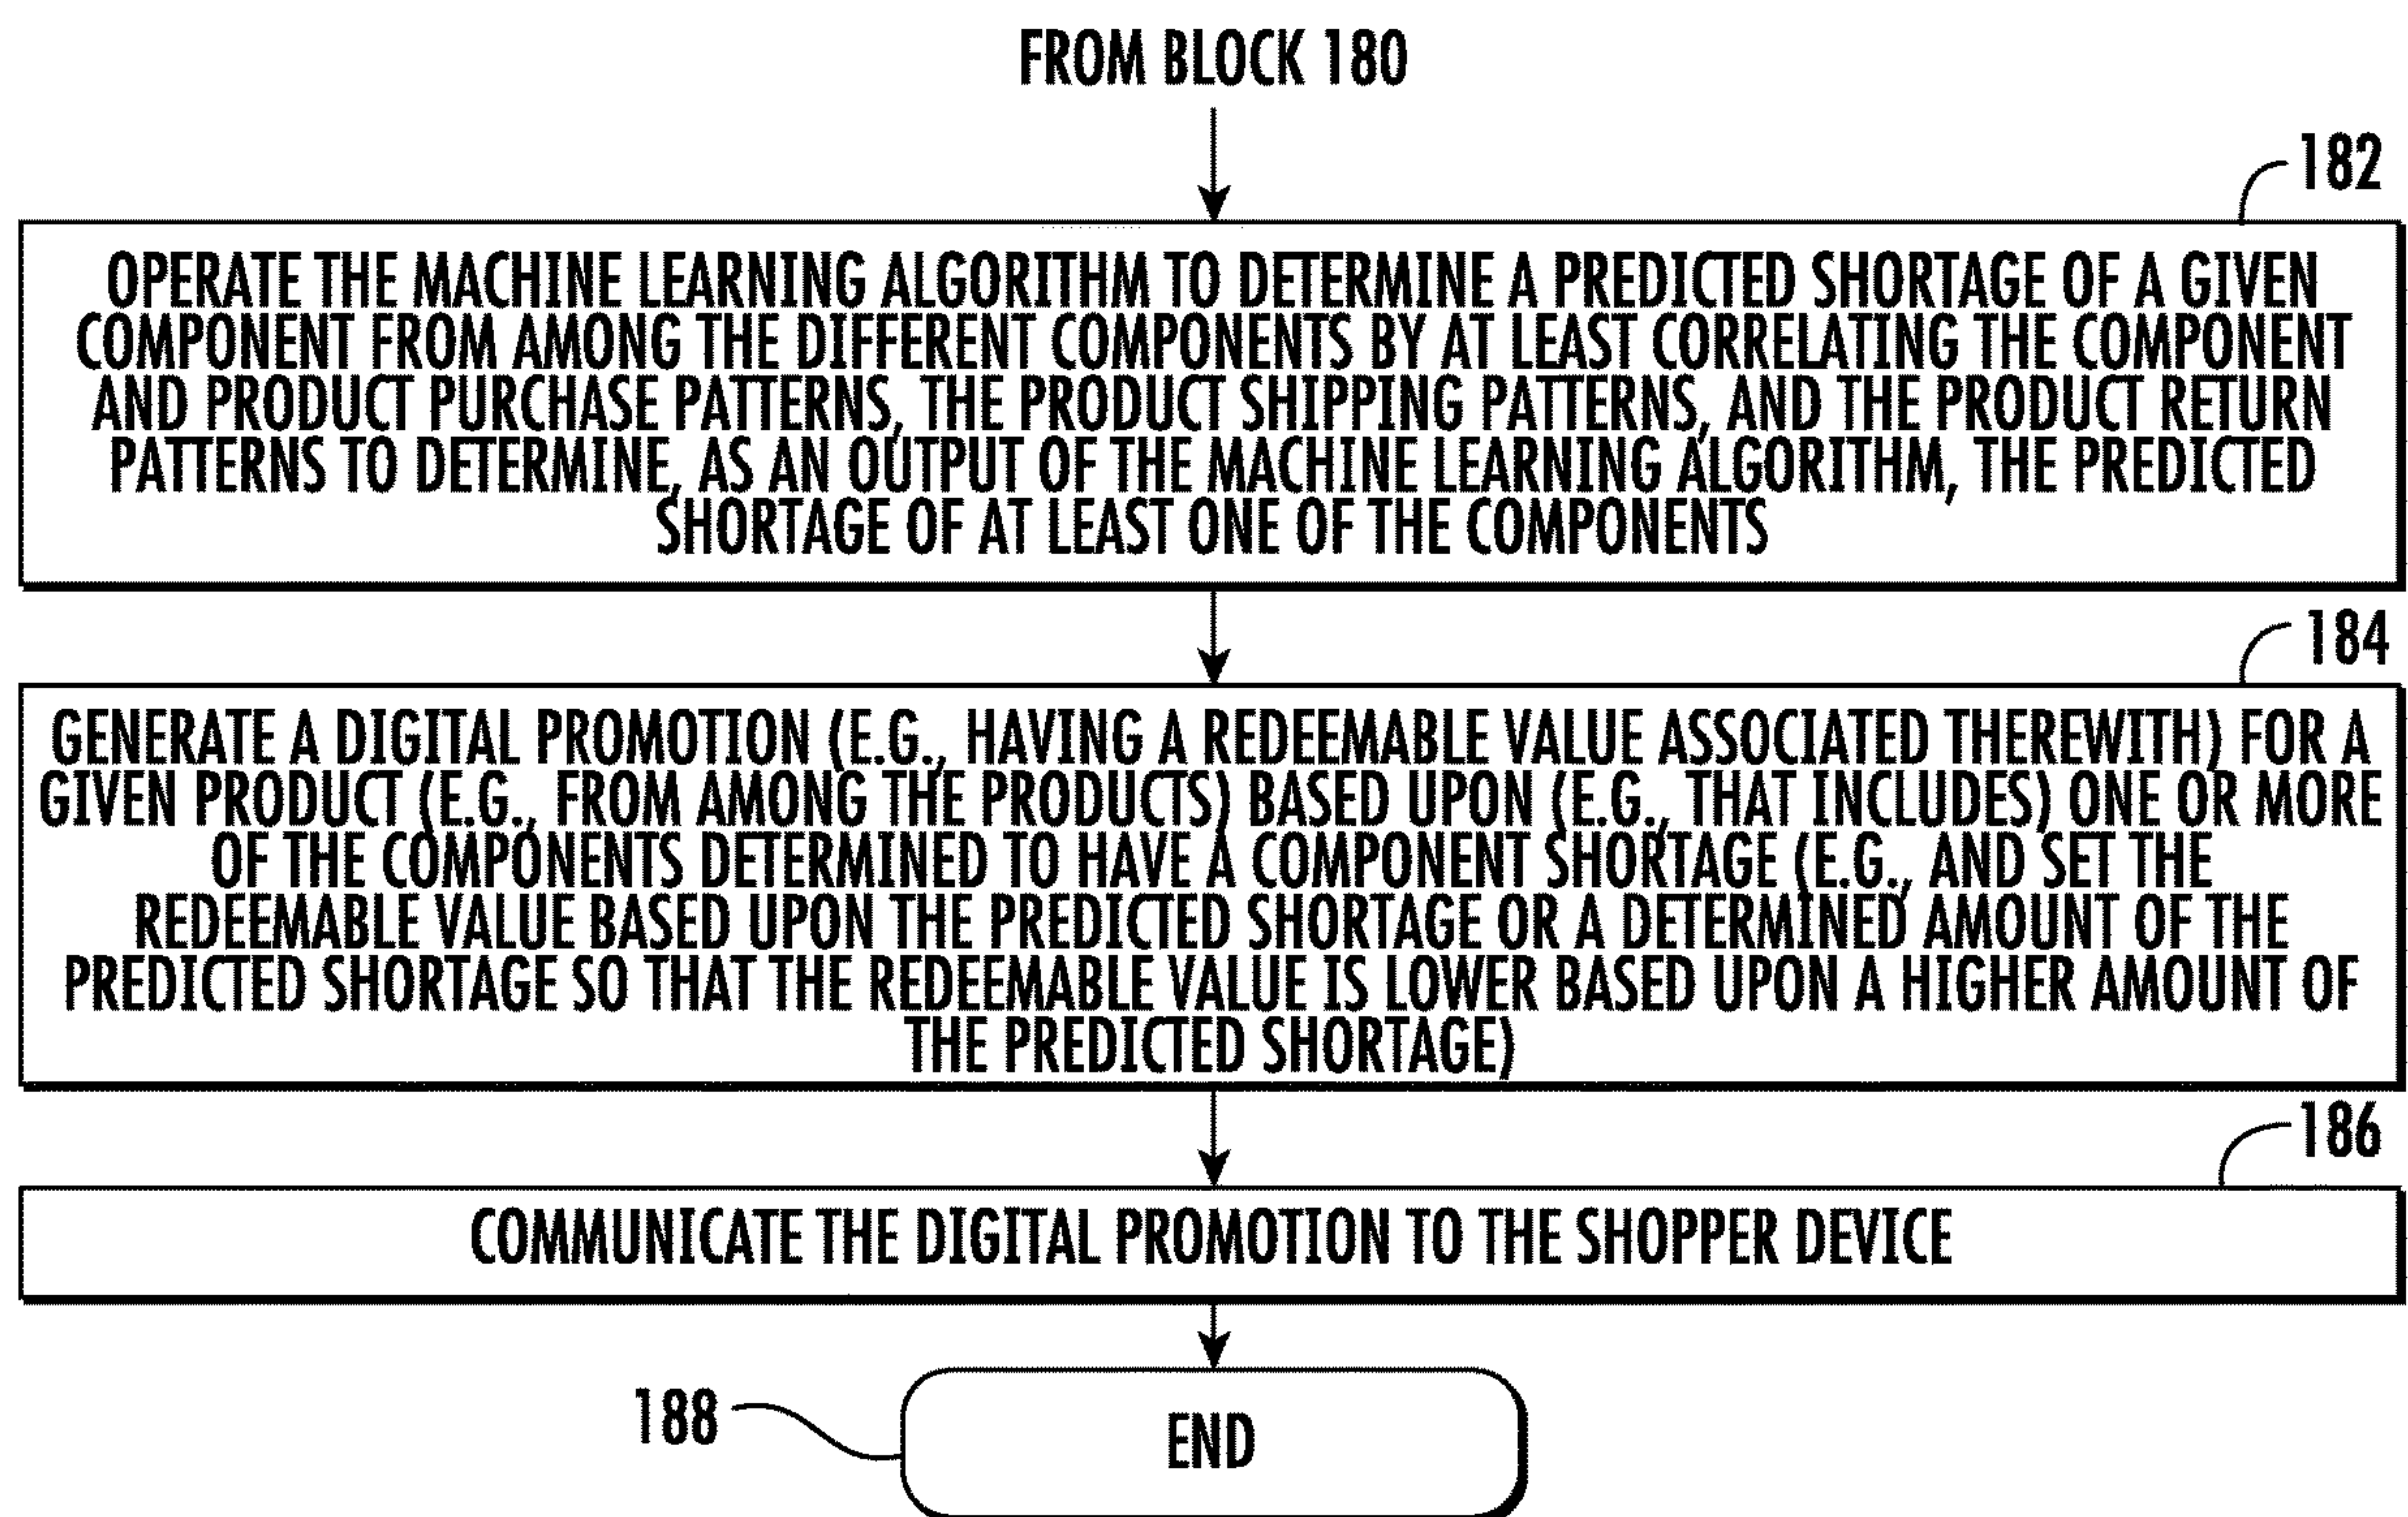 FROM BLOCK 180
182
OPERATE THE MACHINE LEARNING ALGORITHM TO DETERMINE A PREDICTED SHORTAGE OF A GIVEN
COMPONENT FROM AMONG THE DIFFERENT COMPONENTS BY AT LEAST CORRELATING THE COMPONENT
AND PRODUCT PURCHASE PATTERNS, THE PRODUCT SHIPPING PATTERNS, AND THE PRODUCT RETURN
PATTERNS TO DETERMINE, AS AN OUTPUT OF THE MACHINE LEARNING ALGORITHM, THE PREDICTED
SHORTAGE OF AT LEAST ONE OF THE COMPONENTS
184
GENERATE A DIGITAL PROMOTION (E.G., HAVING A REDEEMABLE VALUE ASSOCIATED THEREWITH) FOR A
GIVEN PRODUCT (E.G., FROM AMONG THE PRODUCTS) BASED UPON (E.G., THAT INCLUDES) ONE OR MORE
OF THE COMPONENTS DETERMINED TO HAVE A COMPONENT SHORTAGE (E.G., AND SET THE
REDEEMABLE VALUE BASED UPON THE PREDICTED SHORTAGE OR A DETERMINED AMOUNT OF THE
PREDICTED SHORTAGE SO THAT THE REDEEMABLE VALUE IS LOWER BASED UPON A HIGHER AMOUNT OF
THE PREDICTED SHORTAGE)
186
COMMUNICATE THE DIGITAL PROMOTION TO THE SHOPPER DEVICE
188
END